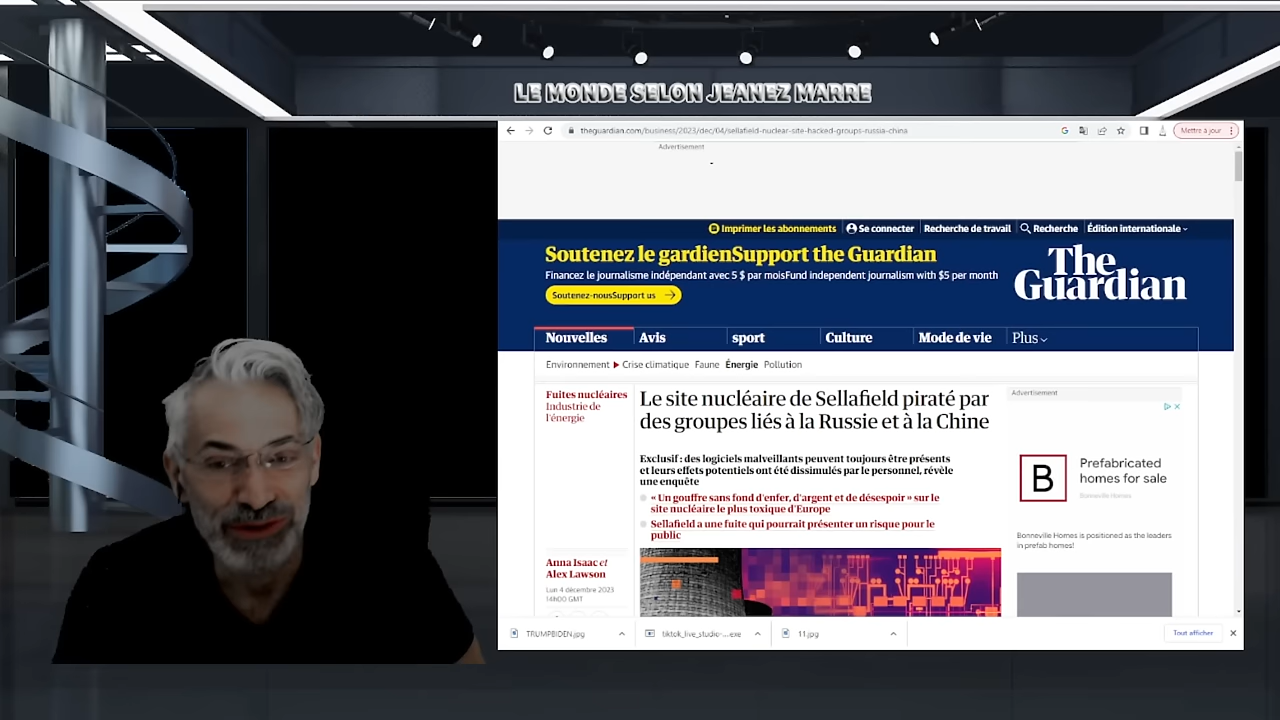 LE MONDE SELON JEANEZ MARRE
theguardian.com/business/2023/dec/04/sellafield-nuclear-site-hacked-groups-russia-china
Mettre à jour
Advertisement
Imprimer les abonnements
Se connecter
Recherche de travail
Recherche
Édition internationale
Soutenez le gardienSupport the Guardian
Financez le journalisme indépendant avec 5 $ par moisFund independent journalism with $5 per month
Soutenez-nousSupport us
The
Guardian
Nouvelles
Avis
sport
Culture
Mode de vie
Plus
Environnement
Crise climatique
Faune
Énergie
Pollution
Fuites nucléaires
Industrie de
l'énergie
Le site nucléaire de Sellafield piraté par
des groupes liés à la Russie et à la Chine
Exclusif : des logiciels malveillants peuvent toujours être présents
et leurs effets potentiels ont été dissimulés par le personnel, révèle
une enquête
« Un gouffre sans fond d'enfer, d'argent et de désespoir » sur le
site nucléaire le plus toxique d'Europe
Sellafield a une fuite qui pourrait présenter un risque pour le
public
Anna Isaac et
Alex Lawson
Lun 4 décembre 2023
14h00 GMT
Advertisement
B
Prefabricated
homes for sale
Bonneville Homes
Bonneville Homes is positioned as the leaders
in prefab homes!
TRUMPBIDEN.jpg
tiktok_live_studio-...exe
11.jpg
Tout afficher